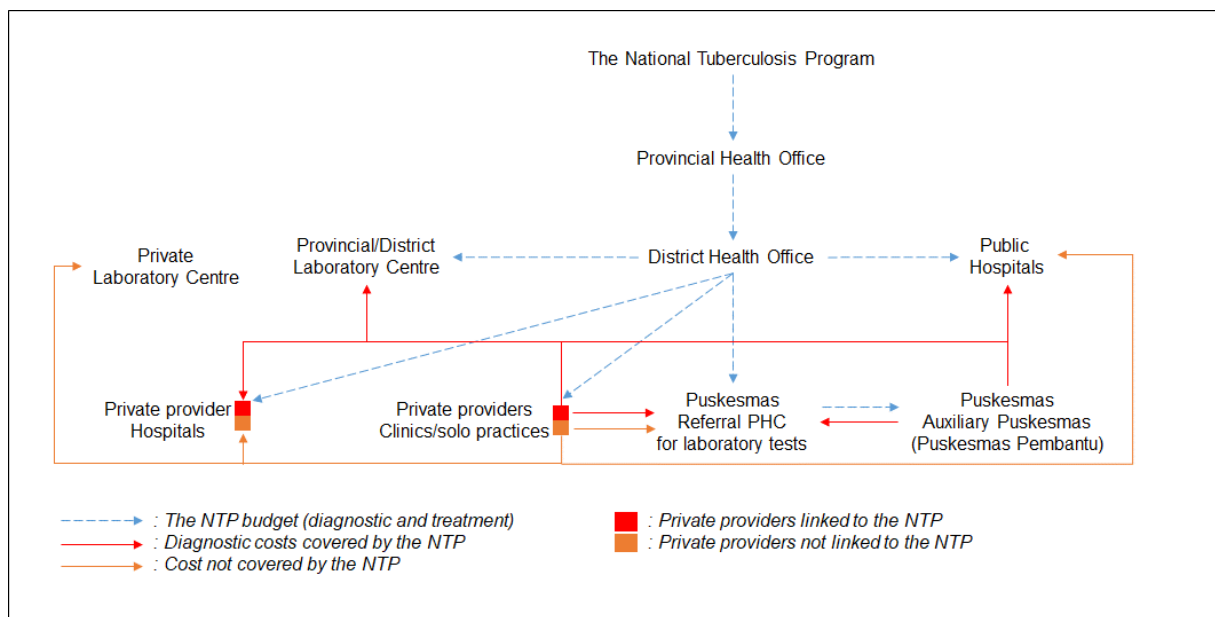 The National Tuberculosis Program
Provincial Health Office
Private
Laboratory Centre
Provincial/District
Laboratory Centre
District Health Office
Public
Hospitals
Private provider
Hospitals
Private providers
Clinics/solo practices
Puskesmas
Referral PHC
for laboratory tests
Puskesmas
Auxiliary Puskesmas
(Puskesmas Pembantu)
: The NTP budget (diagnostic and treatment)
: Diagnostic costs covered by the NTP
: Cost not covered by the NTP
: Private providers linked to the NTP
: Private providers not linked to the NTP